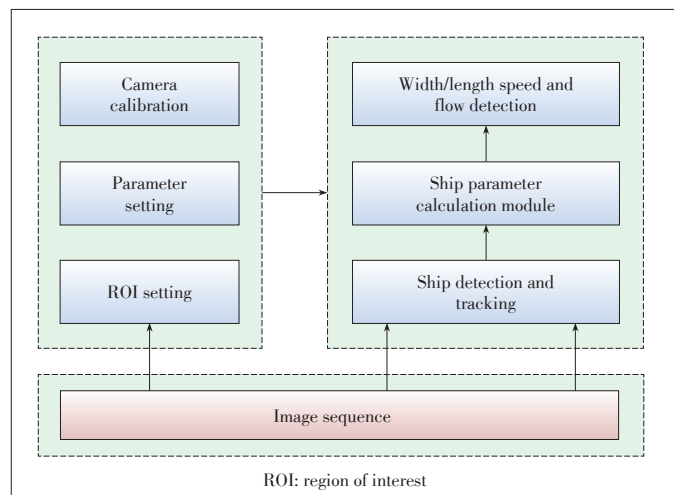 Camera
calibration
Parameter
setting
ROI setting
Width/length speed and
flow detection
Ship parameter
calculation module
Ship detection and
tracking
Image sequence
ROI: region of interest